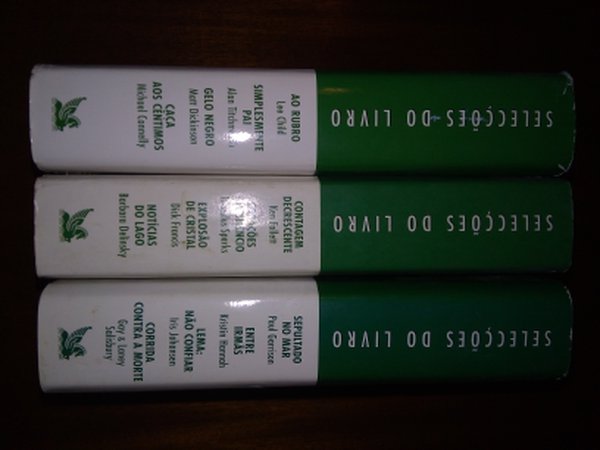 SELECÇÕES DO LIVRO
AO RUBRO
Lee Child
SIMPLESMENTE
PAI
Alan
GELO NEGRO
Matt Dickinson
CAÇA
AOS CÊNTIMOS
Michael Connelly
SELECÇÕES DO LIVRO
CONTAGEM
DECRESCENTE
Ken Follett
Sparks
EXPLOSÃO
DE CRISTAL
Dick Francis
NOTÍCIAS
DO LAGO
Barbara Delinsky
SELECÇÕES DO LIVRO
SEPULTADO
NO MAR
Paul Garrison
ENTRE
IRMÃS
Kristin Hannah
LEMA:
NÃO CONFIAR
Iris Johansen
CORRIDA
CONTRA A MORTE
Gay & Laney
Salisbury